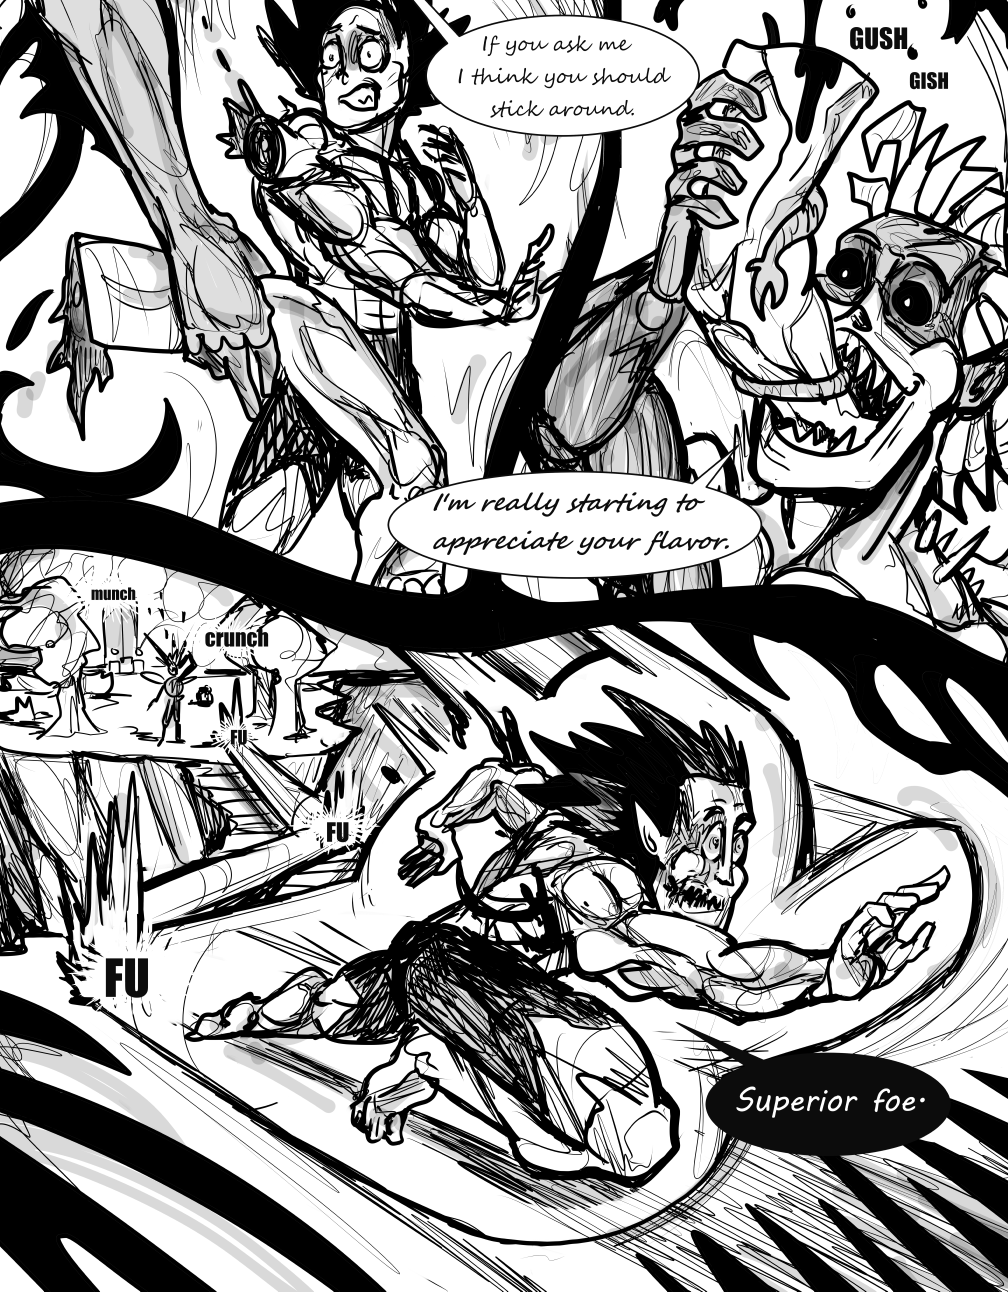 If you ask me
I think you should
stick around.
GUSH
GISH
I'm really starting to
appreciate your flavor.
munch
crunch
FU
FU
FU
Superior foe.